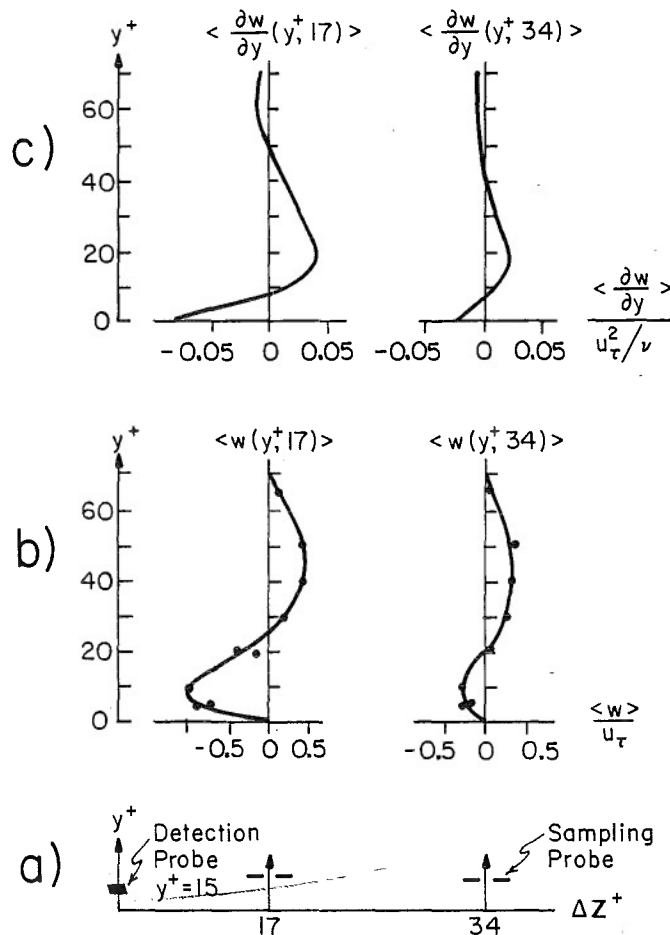 c)
y⁺
< ∂w/∂y (y⁺, 17) >
< ∂w/∂y (y⁺, 34) >
60
40
20
0
-0.05 0 0.05
-0.05 0 0.05
< ∂w/∂y > / u_τ²/ν
b)
y⁺
<w (y⁺, 17) >
<w (y⁺, 34) >
60
40
20
0
-0.5 0 0.5
-0.5 0 0.5
<w> / u_τ
a)
y⁺
Detection
Probe
y⁺=15
Sampling
Probe
17
34
ΔZ⁺